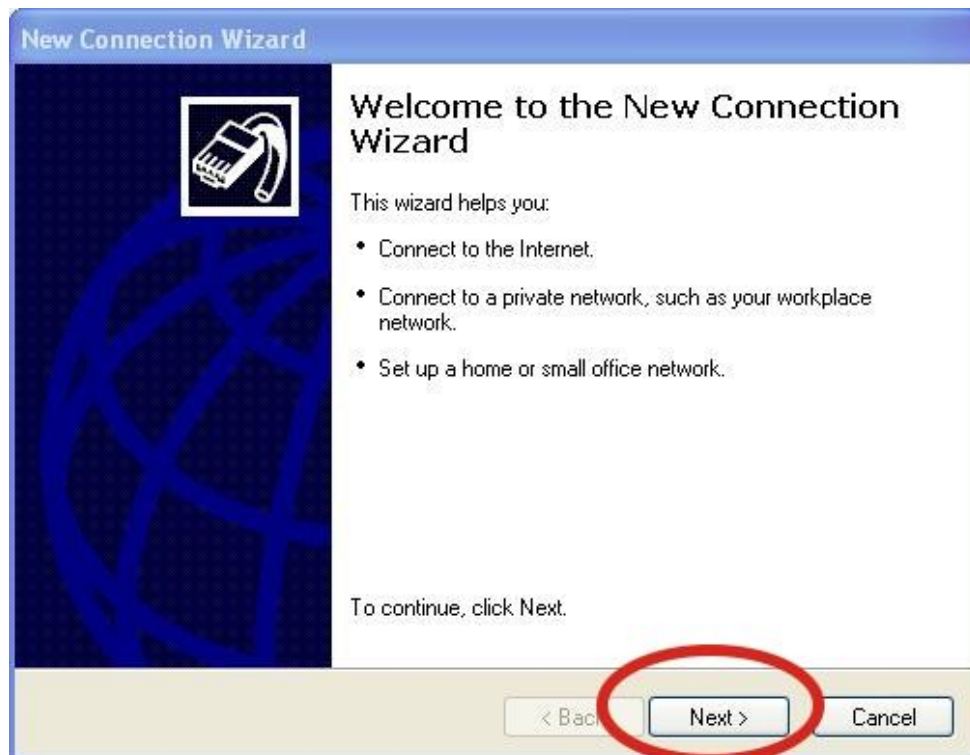 New Connection Wizard
Welcome to the New Connection
Wizard
This wizard helps you:
• Connect to the Internet.
• Connect to a private network, such as your workplace
network.
• Set up a home or small office network.
To continue, click Next.
< Back Next > Cancel